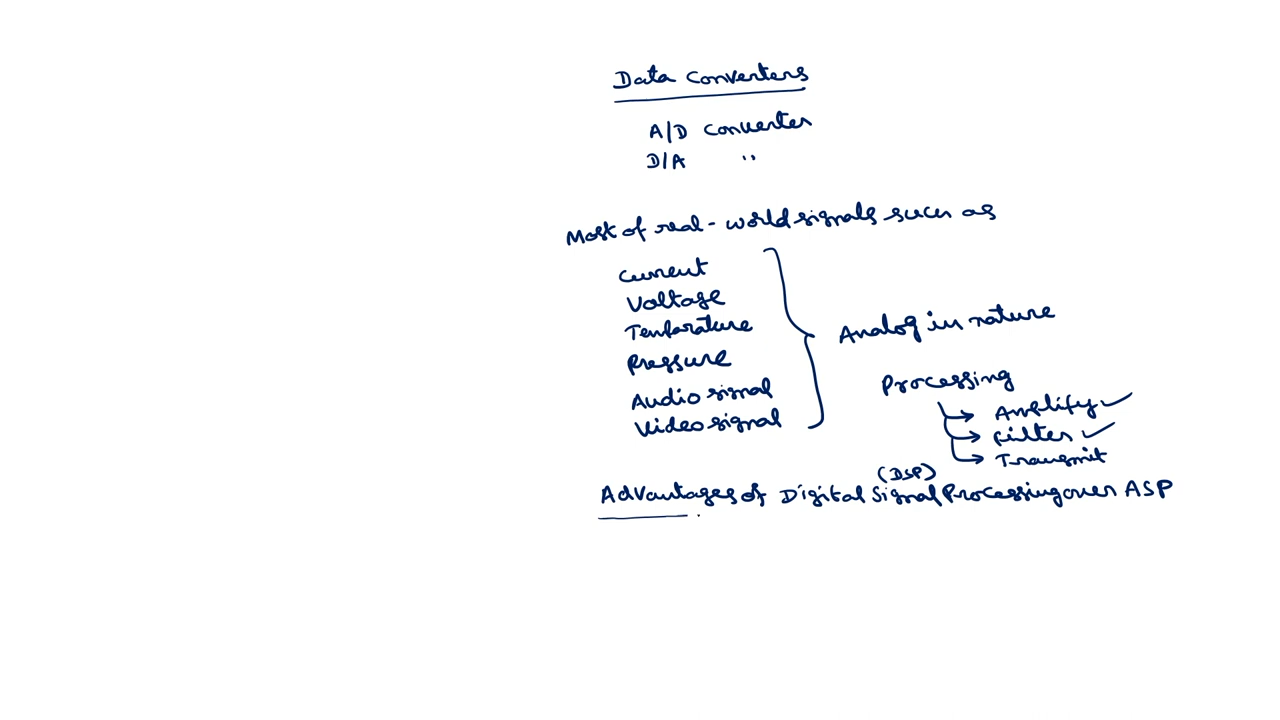 Data Converters
A/D Converter
D/A "
Most of real-world signals such as
Current
Voltage
Temparature
Pressure
Audio signal
Video signal
Analog in nature
Processing
Amplify ✓
filter ✓
Transmit
(DSP)
Advantages of Digital Signal Processing over ASP